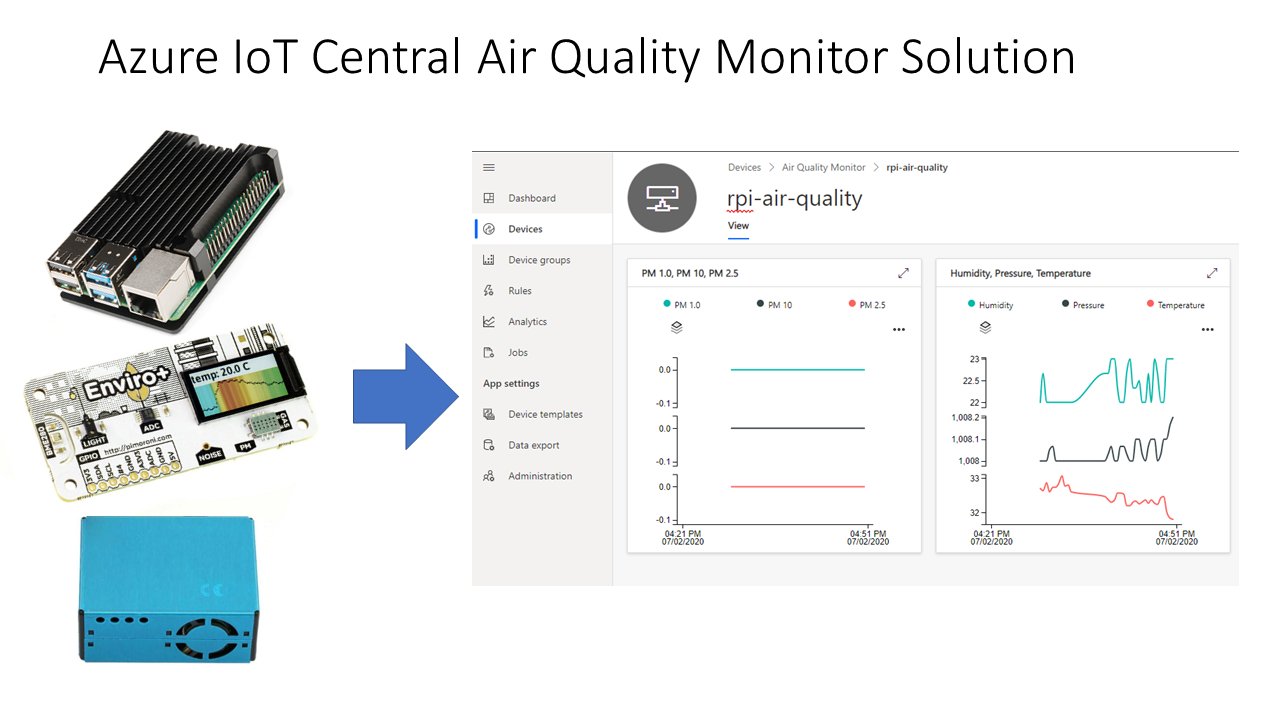 Azure IoT Central Air Quality Monitor Solution
Enviro+
temp: 20.0 C
BME280
LIGHT
ADC
GAS
GPIO
http://pimoroni.com
NOISE
PM
3V3
SDA
SCL
#4
GND
A3V3
ADC
GND
5V
CE
Dashboard
Devices
Device groups
Rules
Analytics
Jobs
App settings
Device templates
Data export
Administration
Devices > Air Quality Monitor > rpi-air-quality
rpi-air-quality
View
PM 1.0, PM 10, PM 2.5
PM 1.0 PM 10 PM 2.5
0.0
-0.1
0.0
-0.1
0.0
-0.1
04:21 PM 04:51 PM
07/02/2020 07/02/2020
Humidity, Pressure, Temperature
Humidity Pressure Temperature
23
22.5
22
1,008.2
1,008.1
1,008
33
32
04:21 PM 04:51 PM
07/02/2020 07/02/2020